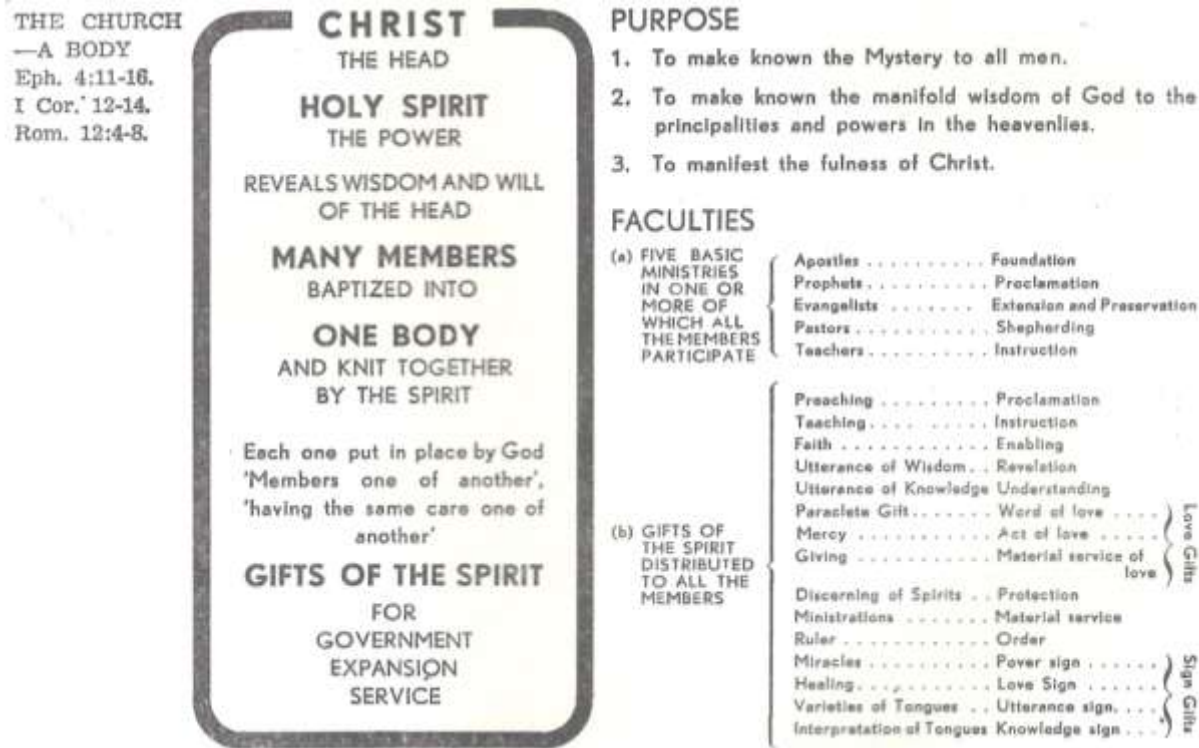 THE CHURCH
—A BODY
Eph. 4:11-16.
I Cor. 12-14.
Rom. 12:4-8.
CHRIST
THE HEAD
HOLY SPIRIT
THE POWER
REVEALS WISDOM AND WILL
OF THE HEAD
MANY MEMBERS
BAPTIZED INTO
ONE BODY
AND KNIT TOGETHER
BY THE SPIRIT
Each one put in place by God
'Members one of another',
'having the same care one of
another'
GIFTS OF THE SPIRIT
FOR
GOVERNMENT
EXPANSION
SERVICE
PURPOSE
1. To make known the Mystery to all men.
2. To make known the manifold wisdom of God to the
principalities and powers in the heavenlies.
3. To manifest the fulness of Christ.
FACULTIES
(a) FIVE BASIC
MINISTRIES
IN ONE OR
MORE OF
WHICH ALL
THE MEMBERS
PARTICIPATE
Apostles . . . . . . . . . . Foundation
Prophets . . . . . . . . . . Proclamation
Evangelists . . . . . . . Extension and Preservation
Pastors . . . . . . . . . . . Shepherding
Teachers . . . . . . . . . . Instruction
(b) GIFTS OF
THE SPIRIT
DISTRIBUTED
TO ALL THE
MEMBERS
Preaching . . . . . . . . . Proclamation
Teaching . . . . . . . . . . Instruction
Faith . . . . . . . . . . . . Enabling
Utterance of Wisdom . . Revelation
Utterance of Knowledge Understanding
Paraclete Gift . . . . . . . Word of love . . . .
Mercy . . . . . . . . . . . Act of love . . . . .
Giving . . . . . . . . . . . Material service of
love
Love Gifts
Discerning of Spirits . . Protection
Ministrations . . . . . . . Material service
Ruler . . . . . . . . . . . . Order
Miracles . . . . . . . . . . Power sign . . . . . .
Healing . . . . . . . . . . Love Sign . . . . . .
Varieties of Tongues . . Utterance sign. . . .
Interpretation of Tongues Knowledge sign . . .
Sign Gifts